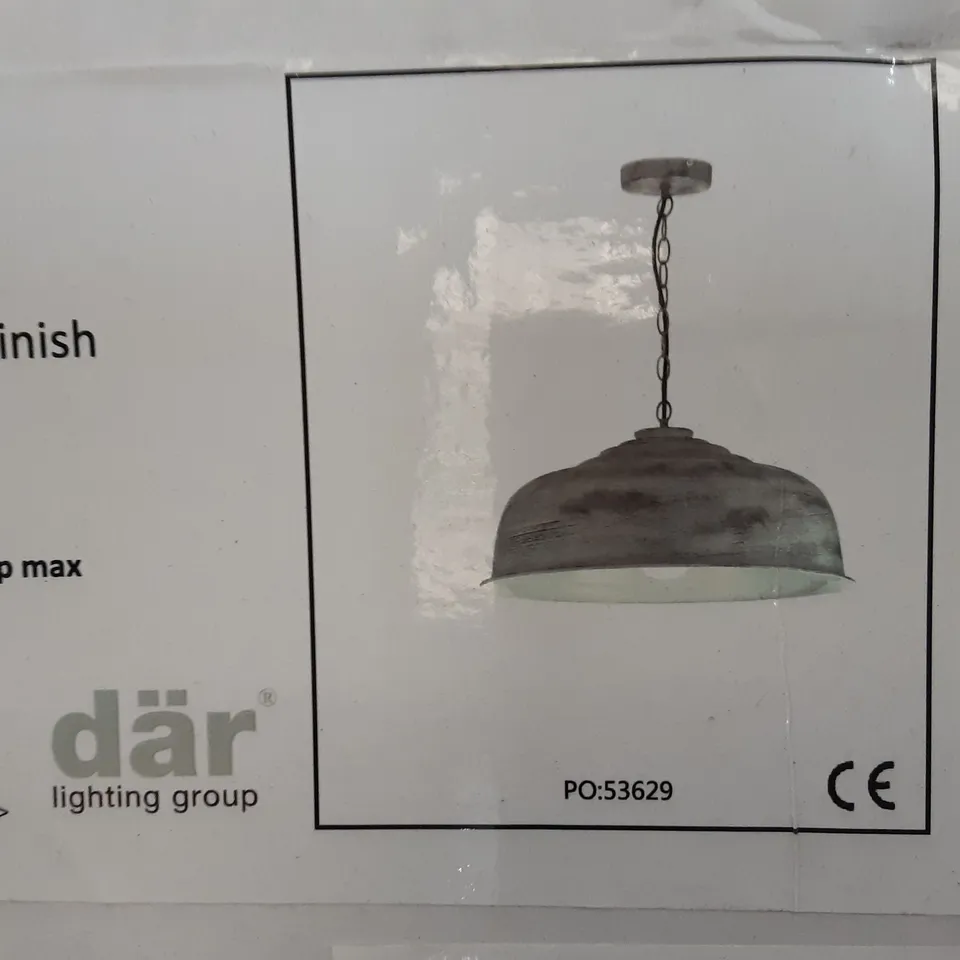 inish
p max
där®
lighting group
>
PO:53629
CE